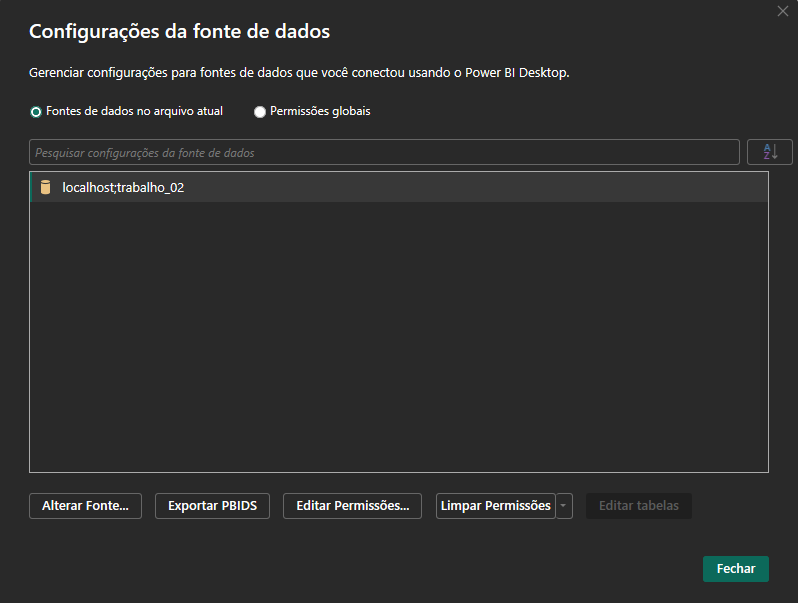 Configurações da fonte de dados
Gerenciar configurações para fontes de dados que você conectou usando o Power BI Desktop.
Fontes de dados no arquivo atual Permissões globais
Pesquisar configurações da fonte de dados AZ
localhost;trabalho_02
Alterar Fonte... Exportar PBIDS Editar Permissões... Limpar Permissões Editar tabelas
Fechar